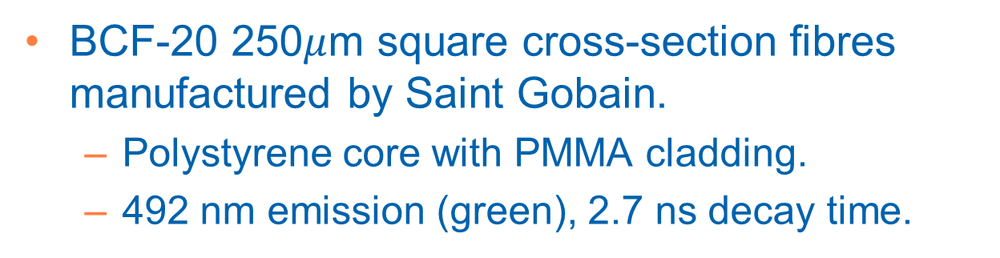 • BCF-20 250𝜇m square cross-section fibres
manufactured by Saint Gobain.
– Polystyrene core with PMMA cladding.
– 492 nm emission (green), 2.7 ns decay time.